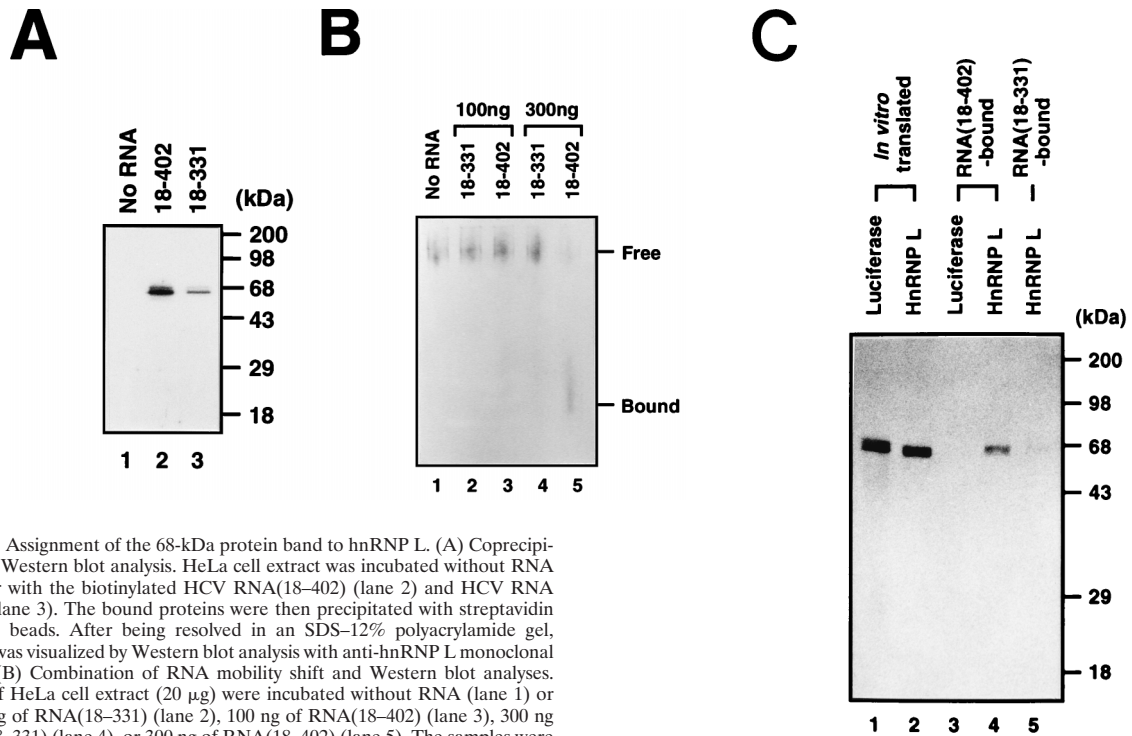 A
B
C
No RNA
18-402
18-331
(kDa)
200
98
68
43
29
18
1 2 3
100ng 300ng
No RNA
18-331
18-402
18-331
18-402
Free
Bound
1 2 3 4 5
In vitro
translated
RNA(18-402)
-bound
RNA(18-331)
-bound
Luciferase
HnRNP L
Luciferase
HnRNP L
HnRNP L
(kDa)
200
98
68
43
29
18
1 2 3 4 5
Assignment of the 68-kDa protein band to hnRNP L. (A) Coprecipi-
Western blot analysis. HeLa cell extract was incubated without RNA
with the biotinylated HCV RNA(18–402) (lane 2) and HCV RNA
lane 3). The bound proteins were then precipitated with streptavidin
beads. After being resolved in an SDS–12% polyacrylamide gel,
was visualized by Western blot analysis with anti-hnRNP L monoclonal
B) Combination of RNA mobility shift and Western blot analyses.
f HeLa cell extract (20 μg) were incubated without RNA (lane 1) or
g of RNA(18–331) (lane 2), 100 ng of RNA(18–402) (lane 3), 300 ng
331) (lane 4), or 300 ng of RNA(18–402) (lane 5). The samples were